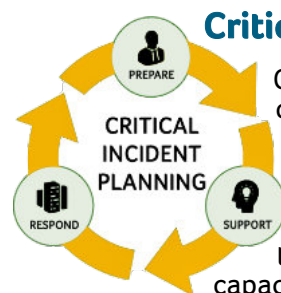 Critic
PREPARE
CRITICAL
INCIDENT
PLANNING
RESPOND
SUPPORT
capac